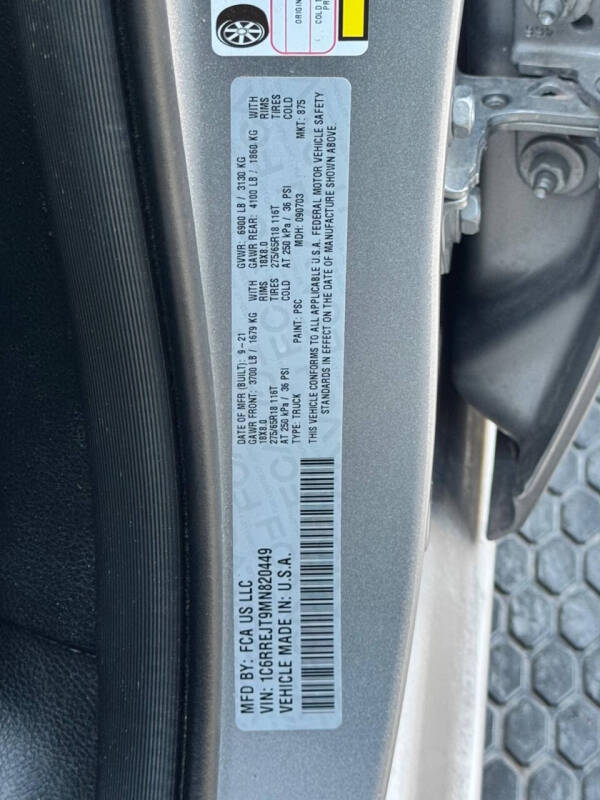 ORIGIN
COLD T
PR
MFD BY: FCA US LLC
VIN: 1C6RREJT9MN820449
VEHICLE MADE IN: U.S.A.
DATE OF MFR (BUILT): 9-21
GVWR: 6900 LB / 3130 KG
GAWR FRONT: 3700 LB / 1679 KG WITH
18X8.0 RIMS
275/65R18 116T TIRES
AT 250 kPa / 36 PSI COLD
GAWR REAR: 4100 LB / 1860 KG WITH
18X8.0 RIMS
275/65R18 116T TIRES
AT 250 kPa / 36 PSI COLD
TYPE: TRUCK PAINT: PSC MDH: 090703 MKT: 875
THIS VEHICLE CONFORMS TO ALL APPLICABLE U.S.A. FEDERAL MOTOR VEHICLE SAFETY
STANDARDS IN EFFECT ON THE DATE OF MANUFACTURE SHOWN ABOVE.